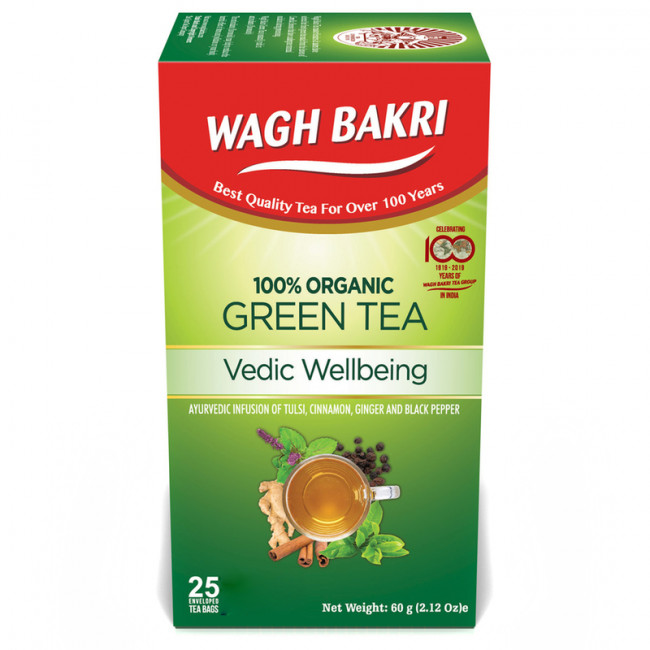 WAGH BAKRI
Best Quality Tea For Over 100 Years
CELEBRATING
100
1919-2019
YEARS OF
WAGH BAKRI TEA GROUP
IN INDIA
100% ORGANIC
GREEN TEA
Vedic Wellbeing
AYURVEDIC INFUSION OF TULSI, CINNAMON, GINGER AND BLACK PEPPER
25
ENVELOPED
TEA BAGS
Net Weight: 60 g (2.12 Oz)e